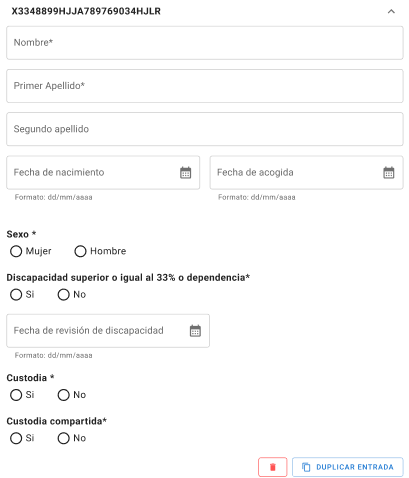 X3348899HJJA789769034HJLR
Nombre*
Primer Apellido*
Segundo apellido
Fecha de nacimiento Fecha de acogida
Formato: dd/mm/aaaa Formato: dd/mm/aaaa
Sexo *
Mujer Hombre
Discapacidad superior o igual al 33% o dependencia*
Si No
Fecha de revisión de discapacidad
Formato: dd/mm/aaaa
Custodia *
Si No
Custodia compartida*
Si No
DUPLICAR ENTRADA